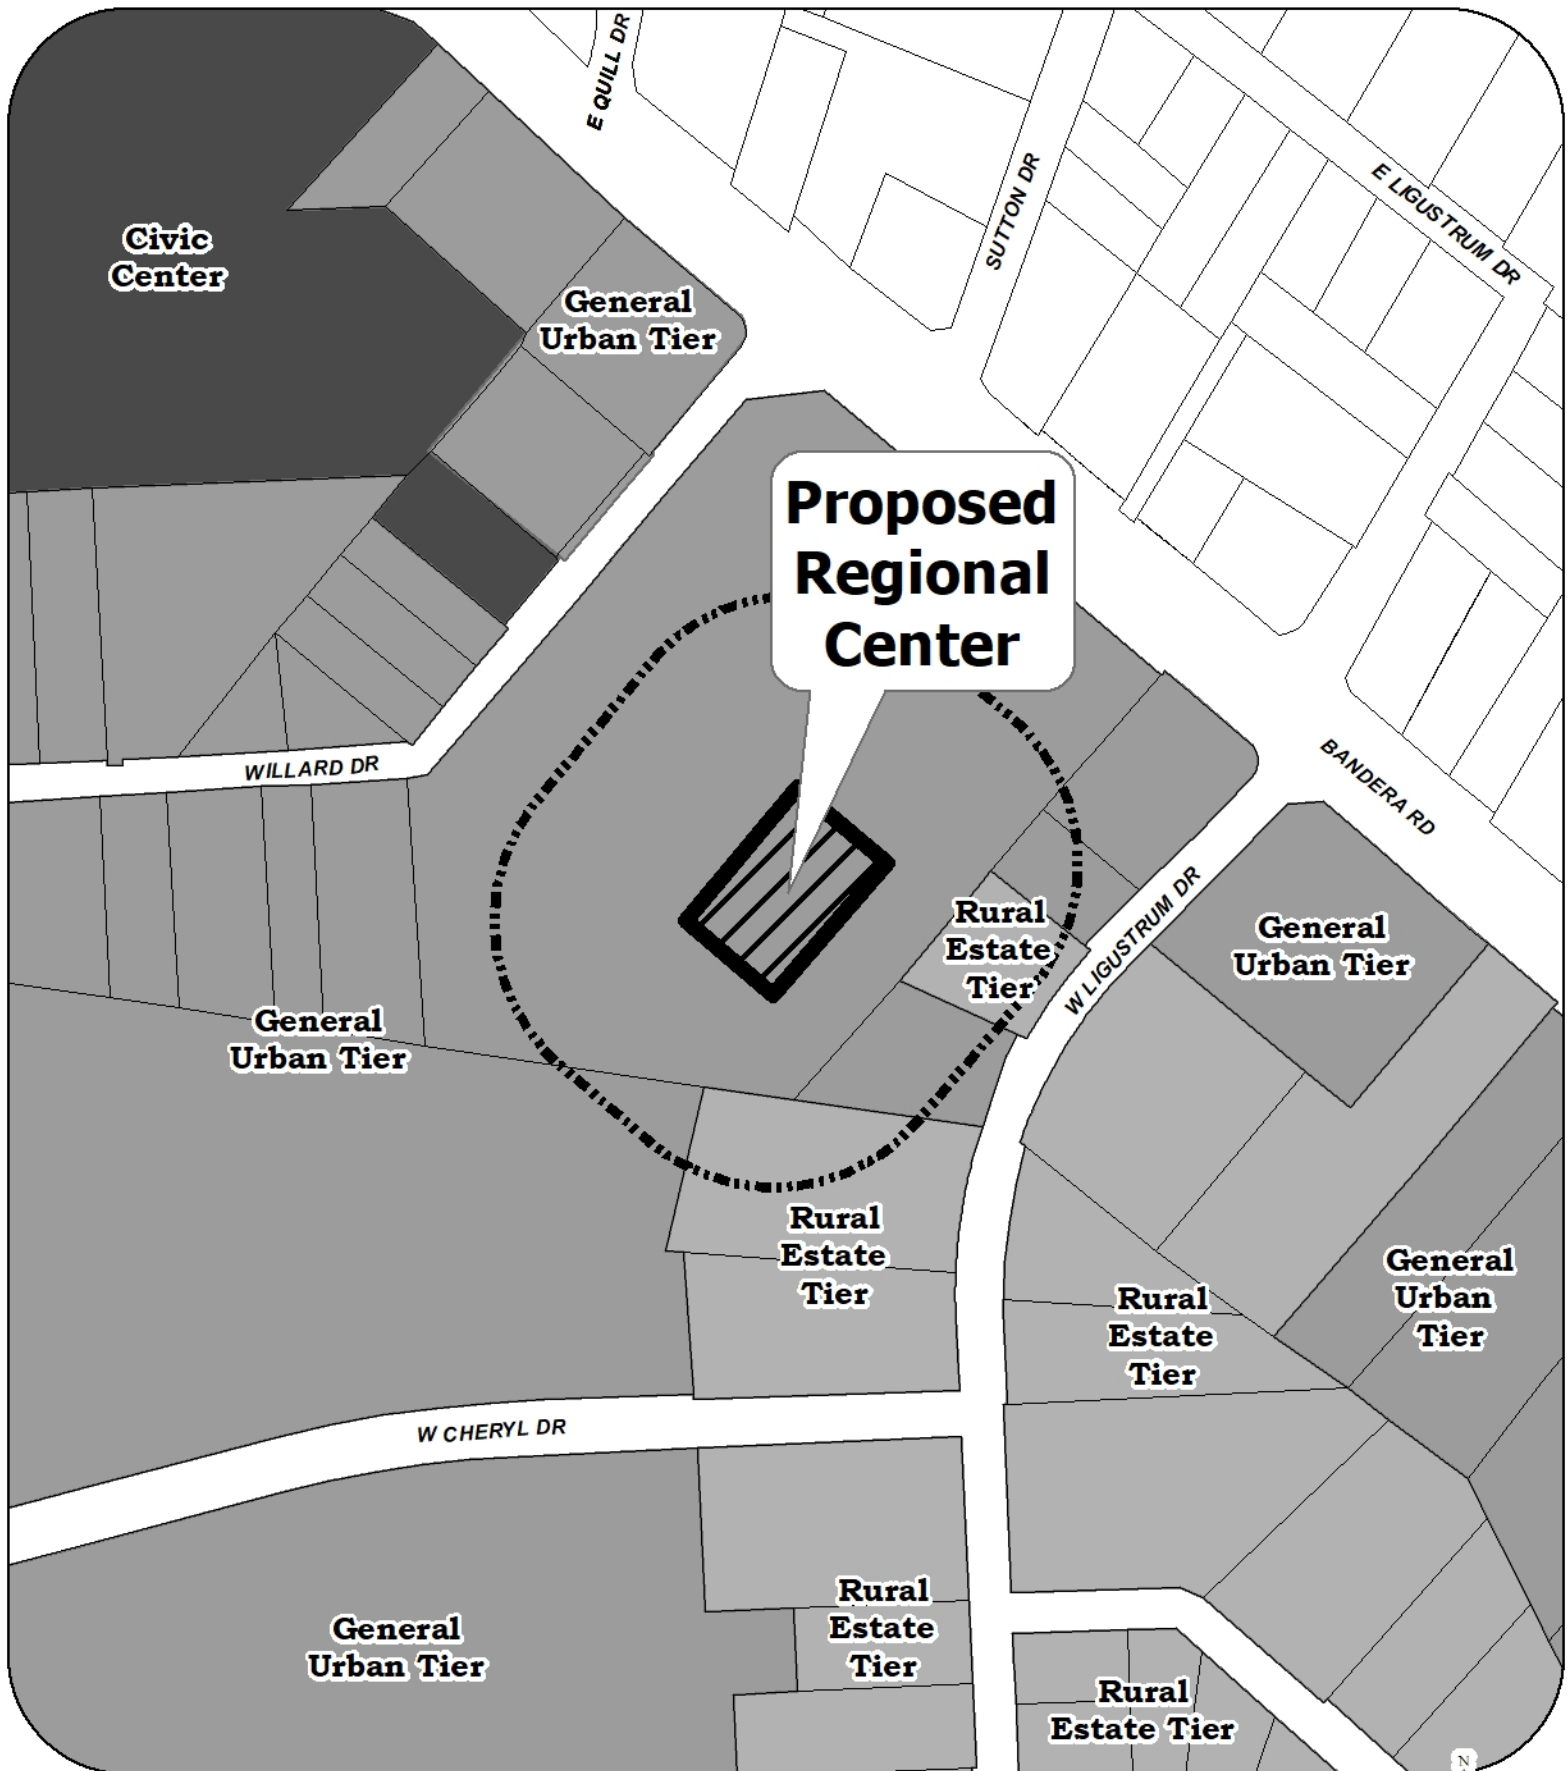 E QUILL DR
SUTTON DR
E LIGUSTRUM DR
Civic
Center
General
Urban Tier
Proposed
Regional
Center
WILLARD DR
BANDERA RD
W LIGUSTRUM DR
Rural
Estate
Tier
General
Urban Tier
General
Urban Tier
Rural
Estate
Tier
Rural
Estate
Tier
General
Urban
Tier
W CHERYL DR
General
Urban Tier
Rural
Estate
Tier
Rural
Estate Tier
N